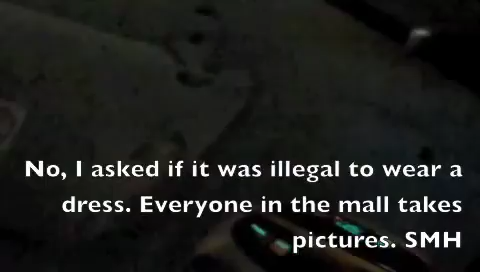 No, I asked if it was illegal to wear a
dress. Everyone in the mall takes
pictures. SMH